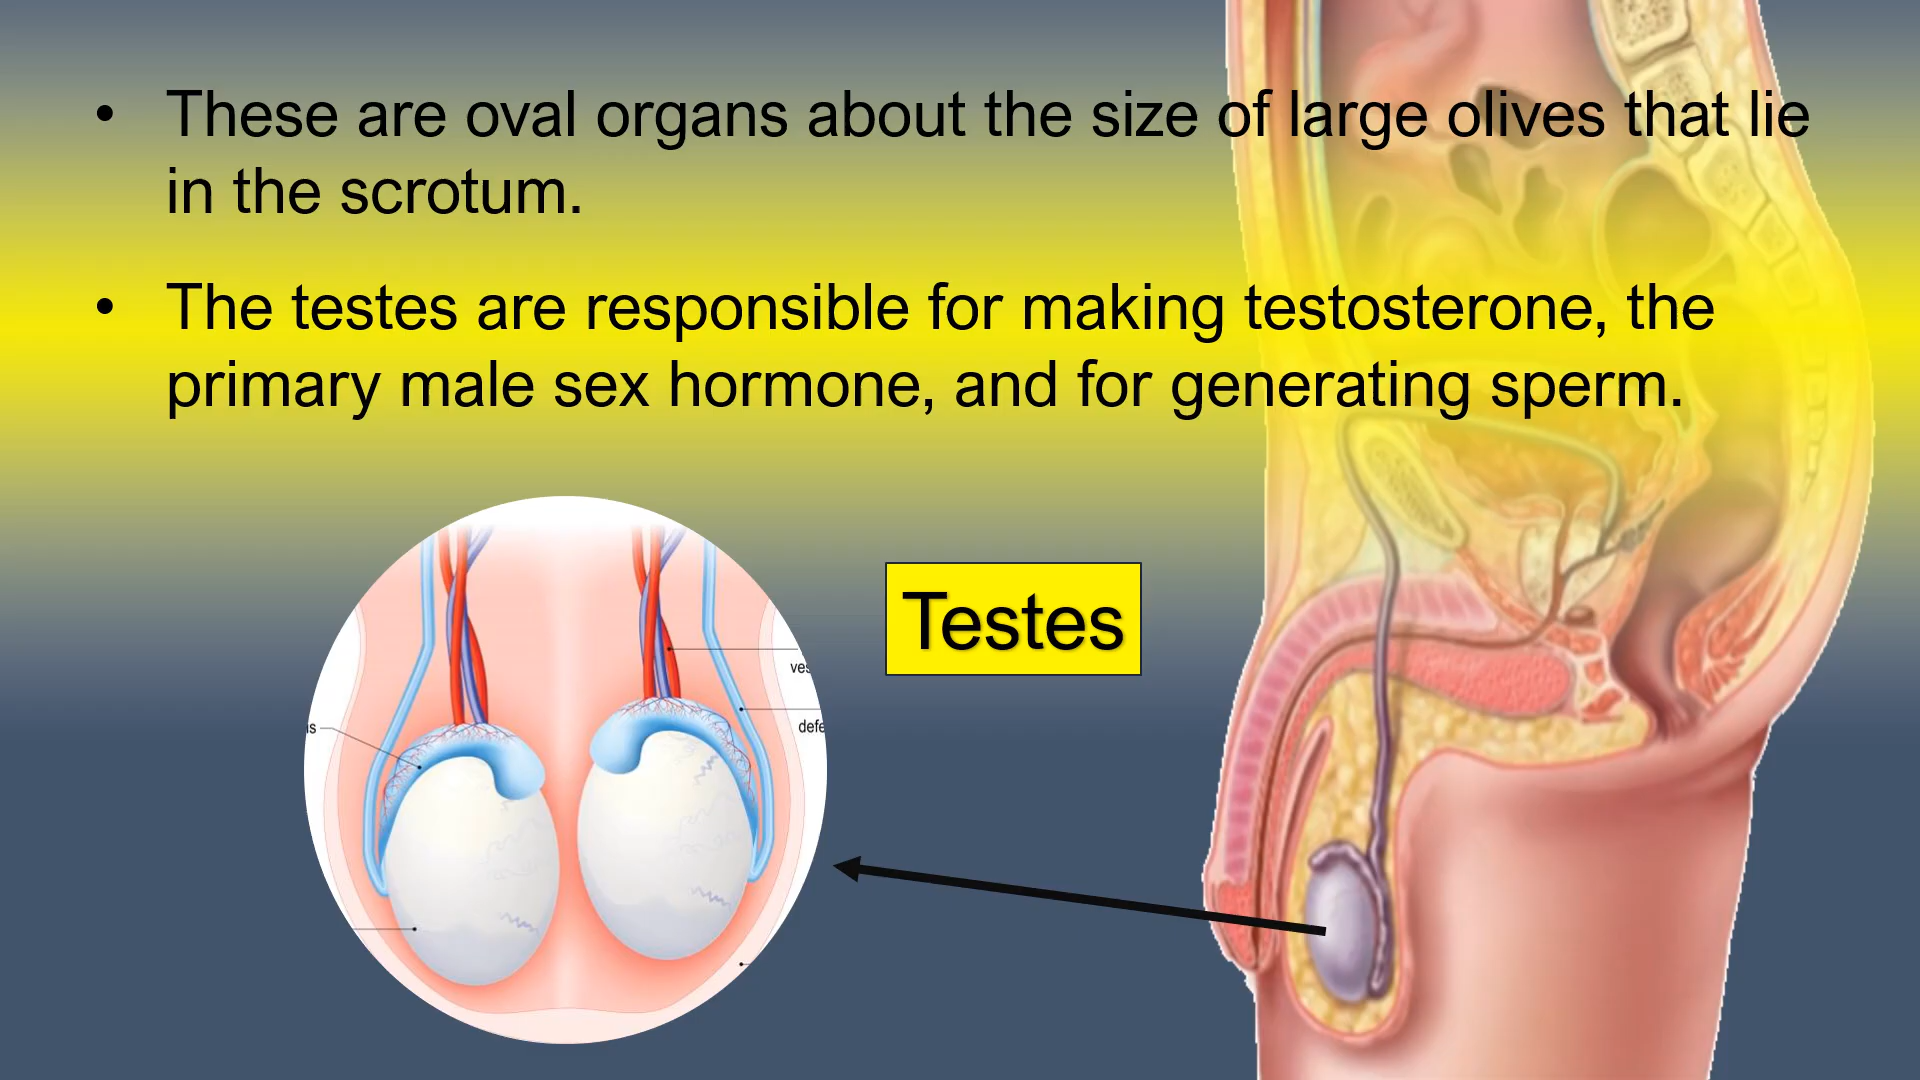 • These are oval organs about the size of large olives that lie
in the scrotum.
• The testes are responsible for making testosterone, the
primary male sex hormone, and for generating sperm.
Testes